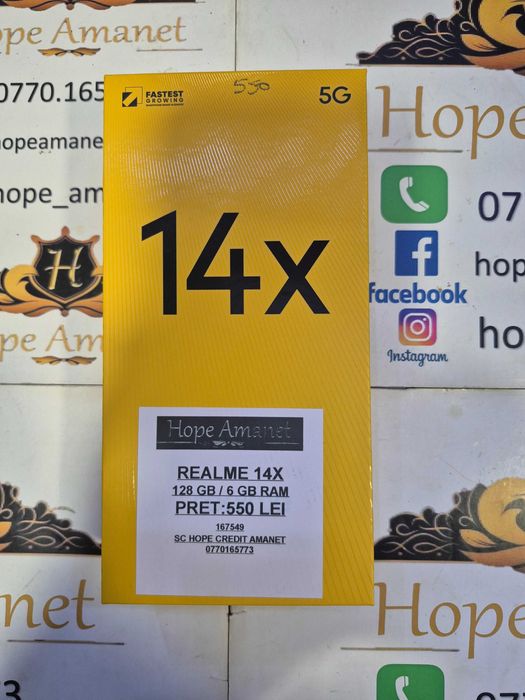 ope Amanet
0770.165
hopeamane
hope_am
H
pe Am
FASTEST
GROWING
550
5G
14x
Hope Amanet
REALME 14X
128 GB / 6 GB RAM
PRET:550 LEI
167549
SC HOPE CREDIT AMANET
0770165773
Hope
07
hop
facebook
ho
Instagram
net
3
Hope